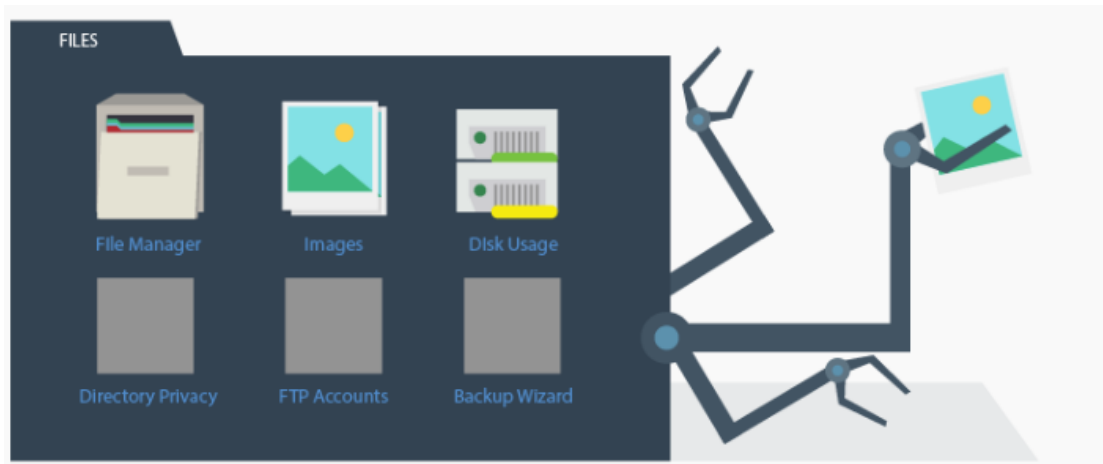 FILES
FIle Manager
Images
DIsk Usage
Directory Privacy
FTP Accounts
Backup Wizard